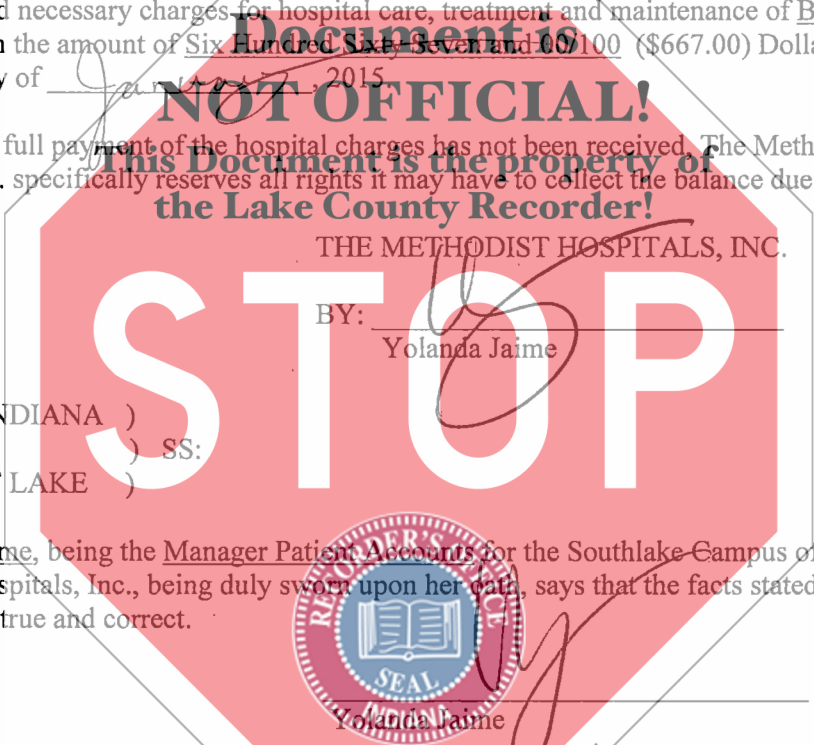 d necessary charges for hospital care, treatment and maintenance of B
Document is
n the amount of Six Hundred Sixty Seven and 00/100 ($667.00) Dolla
y of January, 2015.
NOT OFFICIAL!
full payment of the hospital charges has not been received, The Meth
This Document is the property of
. specifically reserves all rights it may have to collect the balance due
the Lake County Recorder!
THE METHODIST HOSPITALS, INC.
STOP
BY:
Yolanda Jaime
NDIANA )
) SS:
LAKE )
me, being the Manager Patient Accounts for the Southlake Campus of
spitals, Inc., being duly sworn upon her oath, says that the facts stated
true and correct.
RECORDER'S OFFICE
SEAL
INDIANA
Yolanda Jaime